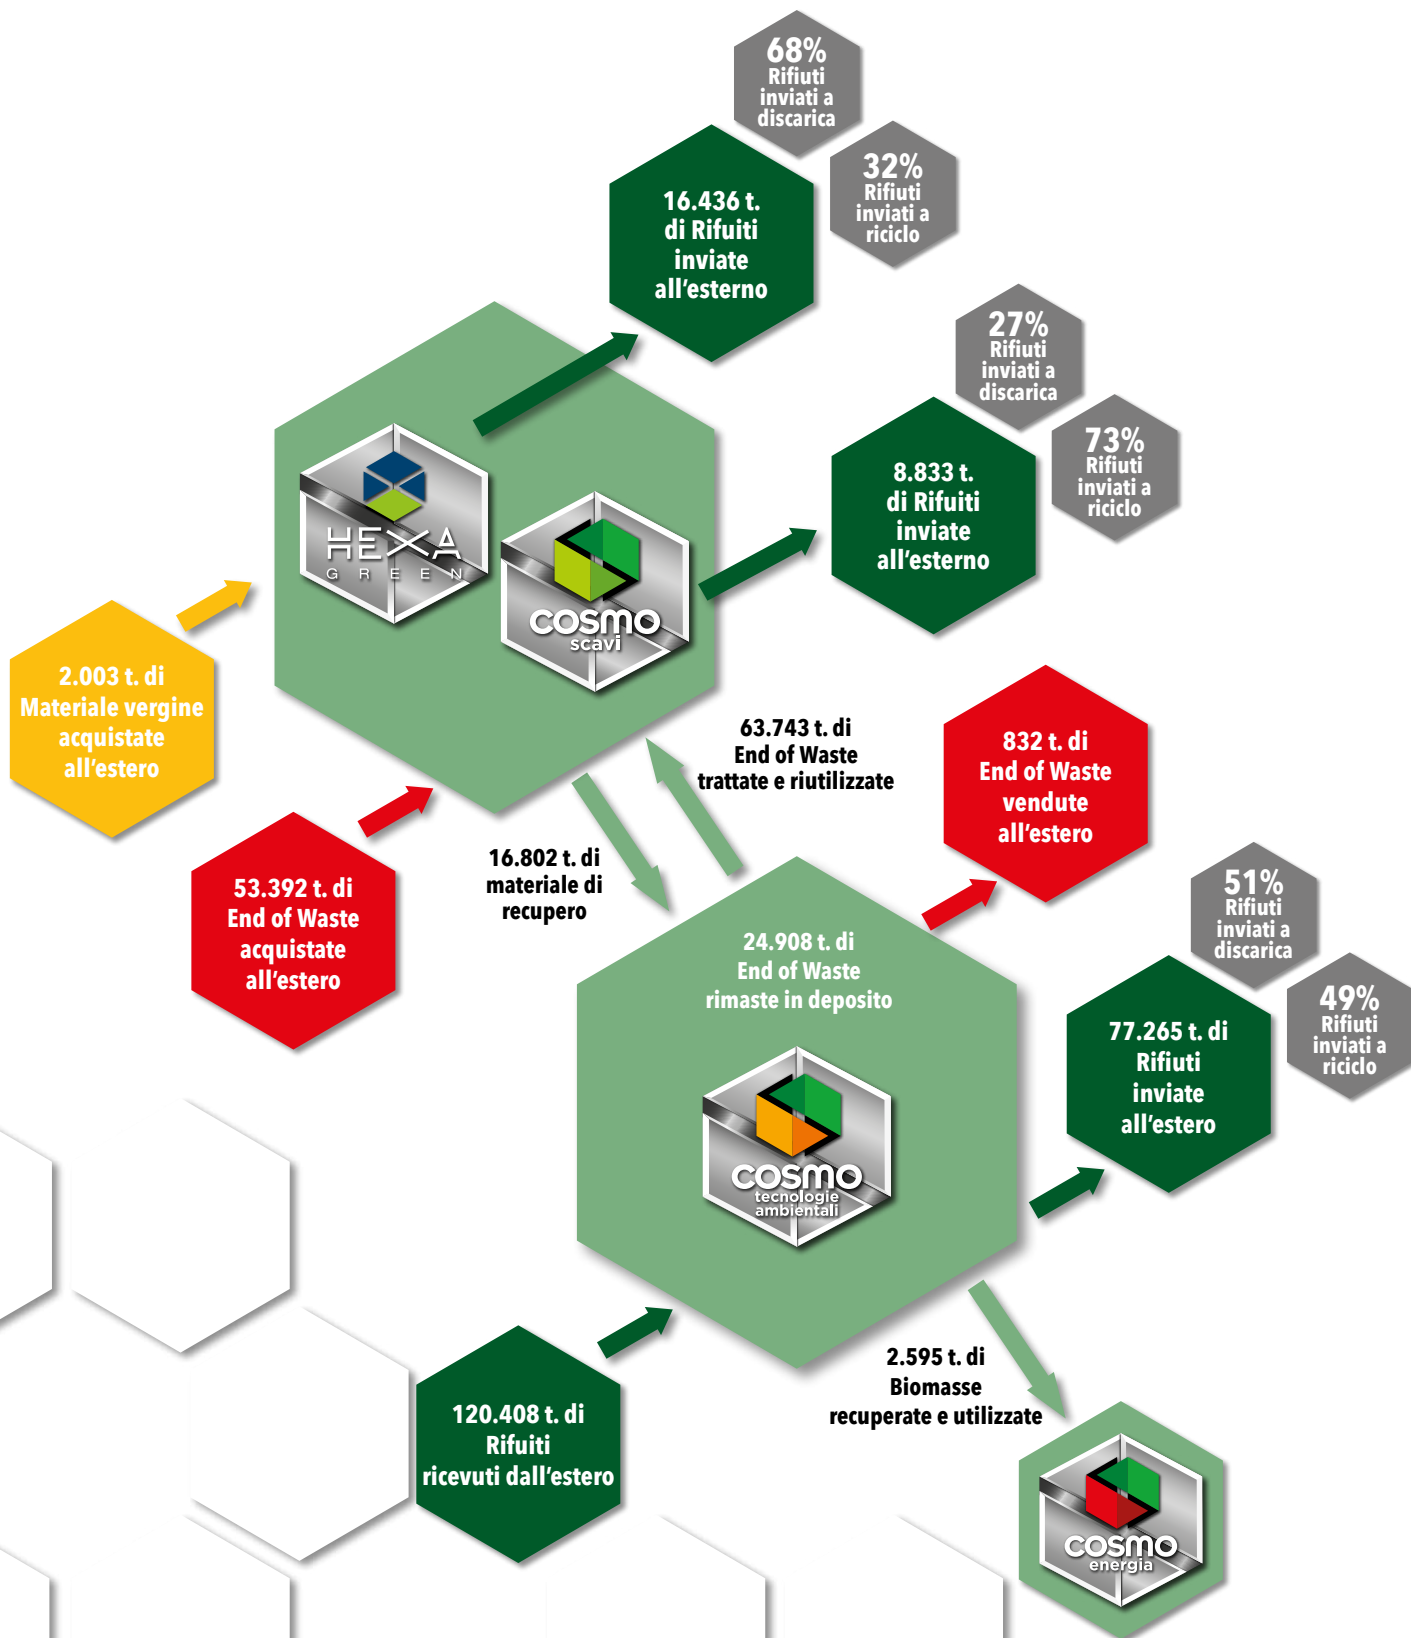 68%
Rifiuti
inviati a
discarica
32%
Rifiuti
inviati a
riciclo
16.436 t.
di Rifuiti
inviate
all'esterno
27%
Rifiuti
inviati a
discarica
73%
Rifiuti
inviati a
riciclo
8.833 t.
di Rifuiti
inviate
all'esterno
HEXA
GREEN
cosmo
scavi
2.003 t. di
Materiale vergine
acquistate
all'estero
63.743 t. di
End of Waste
trattate e riutilizzate
832 t. di
End of Waste
vendute
all'estero
16.802 t. di
materiale di
recupero
53.392 t. di
End of Waste
acquistate
all'estero
24.908 t. di
End of Waste
rimaste in deposito
51%
Rifiuti
inviati a
discarica
49%
Rifiuti
inviati a
riciclo
77.265 t. di
Rifiuti
inviate
all'estero
cosmo
tecnologie
ambientali
2.595 t. di
Biomasse
recuperate e utilizzate
120.408 t. di
Rifiuti
ricevuti dall'estero
cosmo
energia